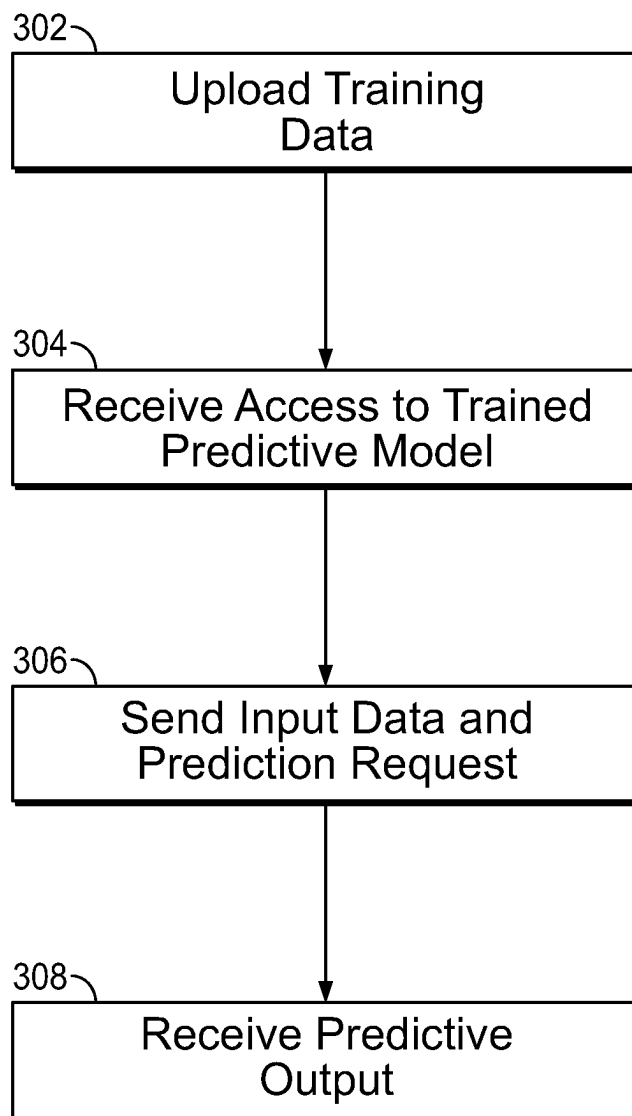 302
Upload Training
Data
304
Receive Access to Trained
Predictive Model
306
Send Input Data and
Prediction Request
308
Receive Predictive
Output